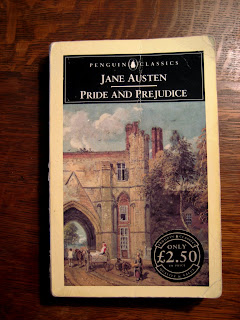 PENGUIN CLASSICS
JANE AUSTEN
PRIDE AND PREJUDICE
ONLY
£2.50